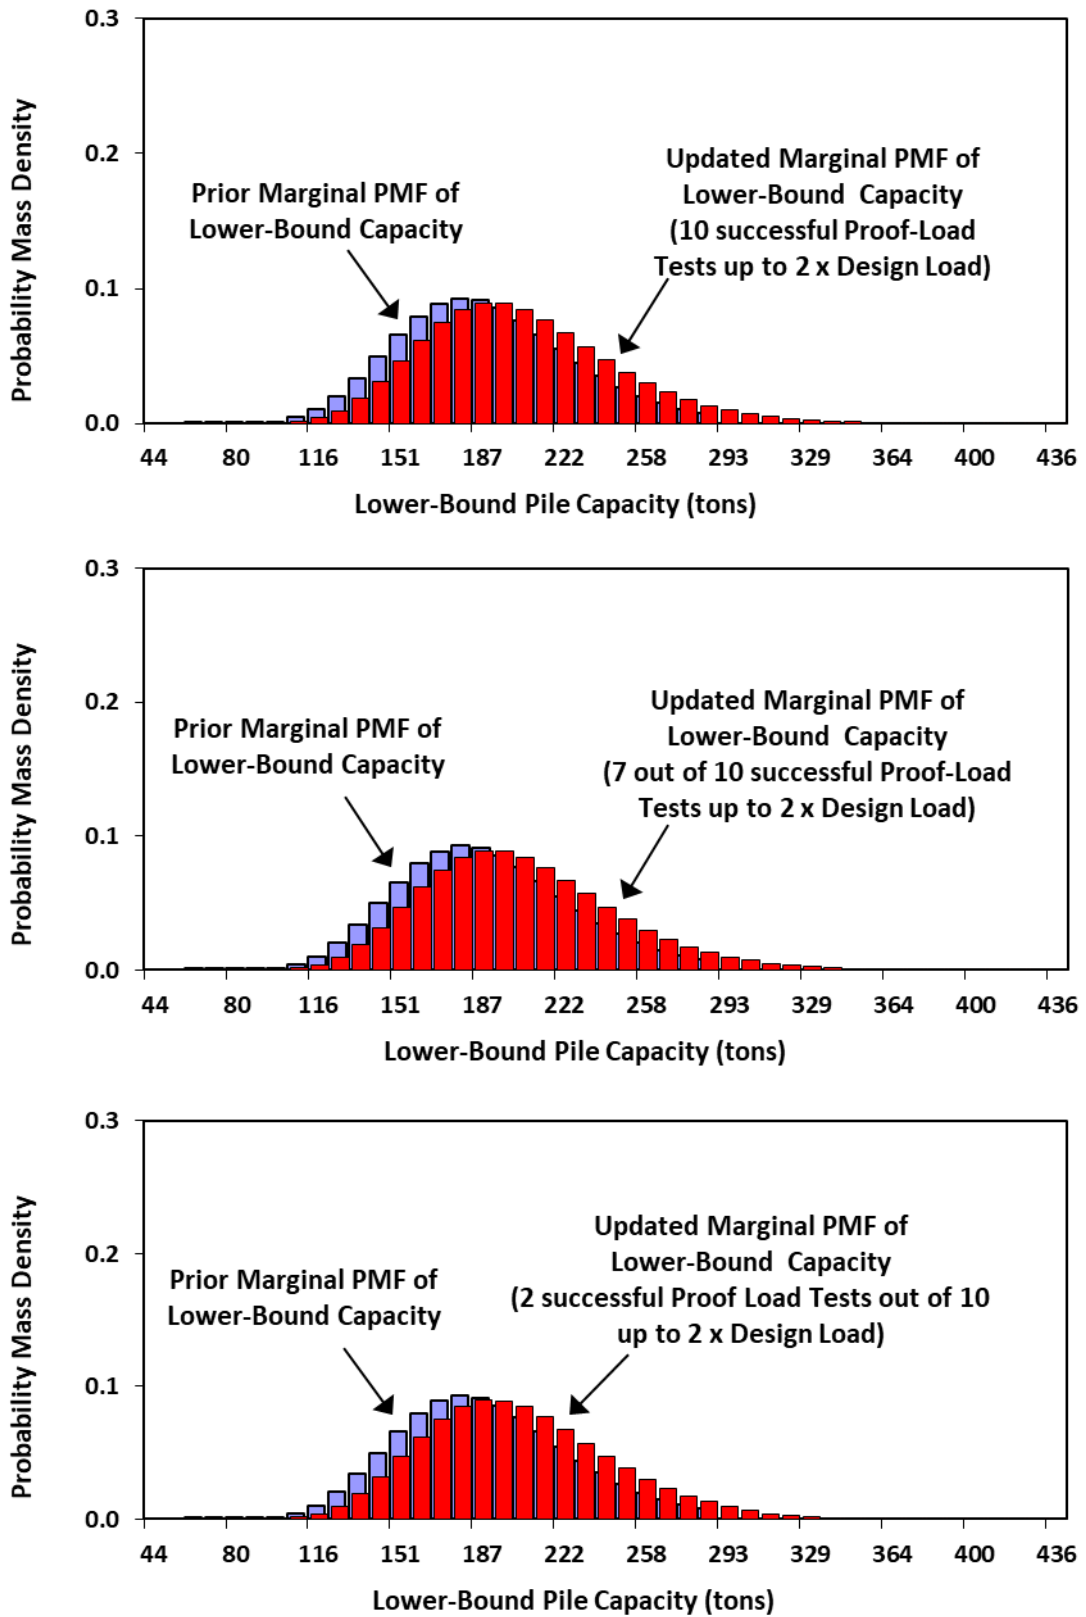 0.3
0.2
0.1
0.0
Probability Mass Density
Prior Marginal PMF of
Lower-Bound Capacity
Updated Marginal PMF of
Lower-Bound Capacity
(10 successful Proof-Load
Tests up to 2 x Design Load)
44 80 116 151 187 222 258 293 329 364 400 436
Lower-Bound Pile Capacity (tons)
0.3
0.2
0.1
0.0
Probability Mass Density
Prior Marginal PMF of
Lower-Bound Capacity
Updated Marginal PMF of
Lower-Bound Capacity
(7 out of 10 successful Proof-Load
Tests up to 2 x Design Load)
44 80 116 151 187 222 258 293 329 364 400 436
Lower-Bound Pile Capacity (tons)
0.3
0.2
0.1
0.0
Probability Mass Density
Prior Marginal PMF of
Lower-Bound Capacity
Updated Marginal PMF of
Lower-Bound Capacity
(2 successful Proof Load Tests out of 10
up to 2 x Design Load)
44 80 116 151 187 222 258 293 329 364 400 436
Lower-Bound Pile Capacity (tons)